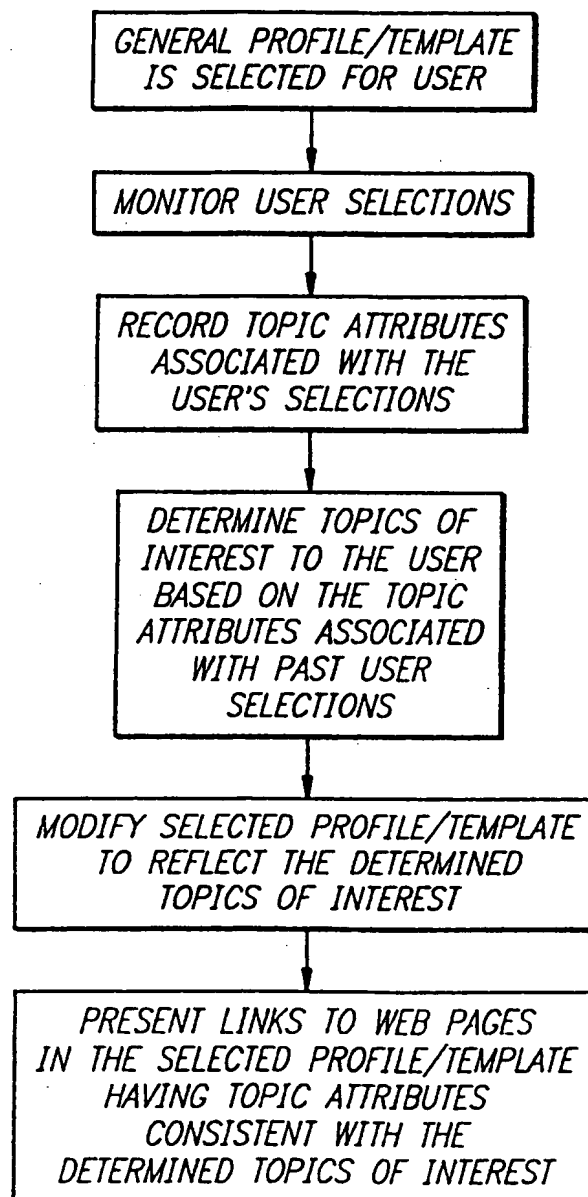 GENERAL PROFILE/TEMPLATE
IS SELECTED FOR USER
MONITOR USER SELECTIONS
RECORD TOPIC ATTRIBUTES
ASSOCIATED WITH THE
USER'S SELECTIONS
DETERMINE TOPICS OF
INTEREST TO THE USER
BASED ON THE TOPIC
ATTRIBUTES ASSOCIATED
WITH PAST USER
SELECTIONS
MODIFY SELECTED PROFILE/TEMPLATE
TO REFLECT THE DETERMINED
TOPICS OF INTEREST
PRESENT LINKS TO WEB PAGES
IN THE SELECTED PROFILE/TEMPLATE
HAVING TOPIC ATTRIBUTES
CONSISTENT WITH THE
DETERMINED TOPICS OF INTEREST